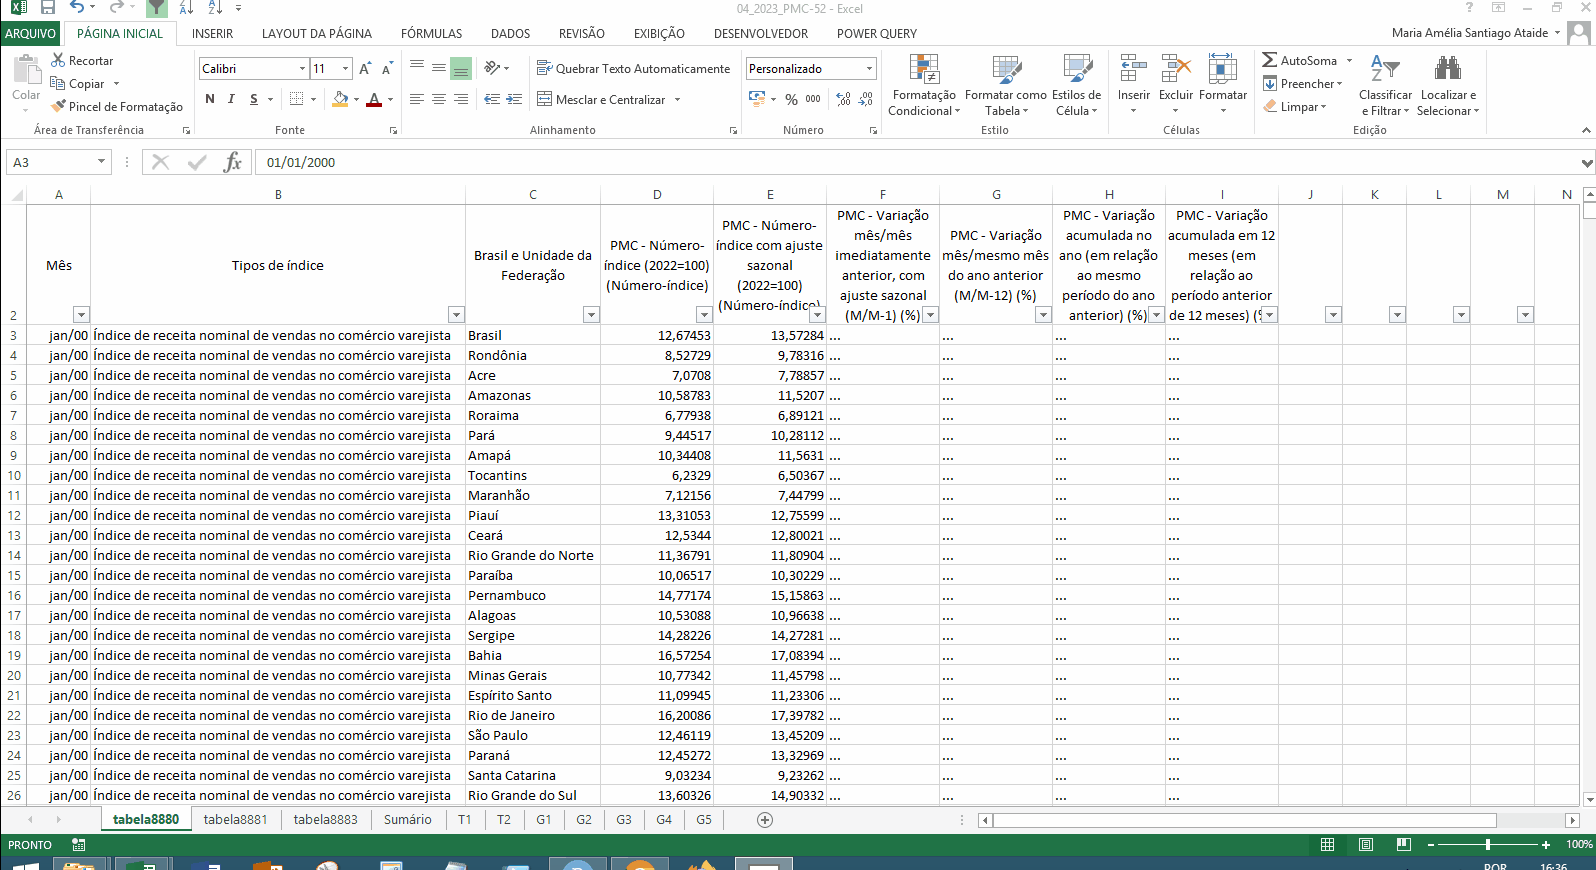 04_2023_PMC-52 - Excel
ARQUIVO PÁGINA INICIAL INSERIR LAYOUT DA PÁGINA FÓRMULAS DADOS REVISÃO EXIBIÇÃO DESENVOLVEDOR POWER QUERY Maria Amélia Santiago Ataide
Colar
Recortar
Copiar
Pincel de Formatação
Área de Transferência
Calibri 11
N I S
Fonte
Quebrar Texto Automaticamente
Mesclar e Centralizar
Alinhamento
Personalizado
% 000
Número
Formatação Condicional
Formatar como Tabela
Estilos de Célula
Estilo
Inserir Excluir Formatar
Células
AutoSoma
Preencher
Limpar
Classificar e Filtrar
Localizar e Selecionar
Edição
A3 fx 01/01/2000
A B C D E F G H I J K L M N
2 Mês Tipos de índice Brasil e Unidade da Federação PMC - Número-índice (2022=100) (Número-índice) PMC - Número-índice com ajuste sazonal (2022=100) (Número-índice) PMC - Variação mês/mês imediatamente anterior, com ajuste sazonal (M/M-1) (%) PMC - Variação mês/mesmo mês do ano anterior (M/M-12) (%) PMC - Variação acumulada no ano (em relação ao mesmo período do ano anterior) (%) PMC - Variação acumulada em 12 meses (em relação ao período anterior de 12 meses) (
3 jan/00 Índice de receita nominal de vendas no comércio varejista Brasil 12,67453 13,57284 ... ... ... ...
4 jan/00 Índice de receita nominal de vendas no comércio varejista Rondônia 8,52729 9,78316 ... ... ... ...
5 jan/00 Índice de receita nominal de vendas no comércio varejista Acre 7,0708 7,78857 ... ... ... ...
6 jan/00 Índice de receita nominal de vendas no comércio varejista Amazonas 10,58783 11,5207 ... ... ... ...
7 jan/00 Índice de receita nominal de vendas no comércio varejista Roraima 6,77938 6,89121 ... ... ... ...
8 jan/00 Índice de receita nominal de vendas no comércio varejista Pará 9,44517 10,28112 ... ... ... ...
9 jan/00 Índice de receita nominal de vendas no comércio varejista Amapá 10,34408 11,5631 ... ... ... ...
10 jan/00 Índice de receita nominal de vendas no comércio varejista Tocantins 6,2329 6,50367 ... ... ... ...
11 jan/00 Índice de receita nominal de vendas no comércio varejista Maranhão 7,12156 7,44799 ... ... ... ...
12 jan/00 Índice de receita nominal de vendas no comércio varejista Piauí 13,31053 12,75599 ... ... ... ...
13 jan/00 Índice de receita nominal de vendas no comércio varejista Ceará 12,5344 12,80021 ... ... ... ...
14 jan/00 Índice de receita nominal de vendas no comércio varejista Rio Grande do Norte 11,36791 11,80904 ... ... ... ...
15 jan/00 Índice de receita nominal de vendas no comércio varejista Paraíba 10,06517 10,30229 ... ... ... ...
16 jan/00 Índice de receita nominal de vendas no comércio varejista Pernambuco 14,77174 15,15863 ... ... ... ...
17 jan/00 Índice de receita nominal de vendas no comércio varejista Alagoas 10,53088 10,96638 ... ... ... ...
18 jan/00 Índice de receita nominal de vendas no comércio varejista Sergipe 14,28226 14,27281 ... ... ... ...
19 jan/00 Índice de receita nominal de vendas no comércio varejista Bahia 16,57254 17,08394 ... ... ... ...
20 jan/00 Índice de receita nominal de vendas no comércio varejista Minas Gerais 10,77342 11,45798 ... ... ... ...
21 jan/00 Índice de receita nominal de vendas no comércio varejista Espírito Santo 11,09945 11,23306 ... ... ... ...
22 jan/00 Índice de receita nominal de vendas no comércio varejista Rio de Janeiro 16,20086 17,39782 ... ... ... ...
23 jan/00 Índice de receita nominal de vendas no comércio varejista São Paulo 12,46119 13,45209 ... ... ... ...
24 jan/00 Índice de receita nominal de vendas no comércio varejista Paraná 12,45272 13,32969 ... ... ... ...
25 jan/00 Índice de receita nominal de vendas no comércio varejista Santa Catarina 9,03234 9,23262 ... ... ... ...
26 jan/00 Índice de receita nominal de vendas no comércio varejista Rio Grande do Sul 13,60326 14,90332 ... ... ... ...
tabela8880 tabela8881 tabela8883 Sumário T1 T2 G1 G2 G3 G4 G5
PRONTO 100%
POR 16:36